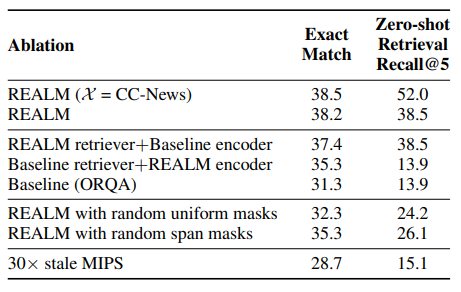 Ablation Exact Match Zero-shot Retrieval Recall@5
REALM (𝒳 = CC-News) 38.5 52.0
REALM 38.2 38.5
REALM retriever+Baseline encoder 37.4 38.5
Baseline retriever+REALM encoder 35.3 13.9
Baseline (ORQA) 31.3 13.9
REALM with random uniform masks 32.3 24.2
REALM with random span masks 35.3 26.1
30× stale MIPS 28.7 15.1